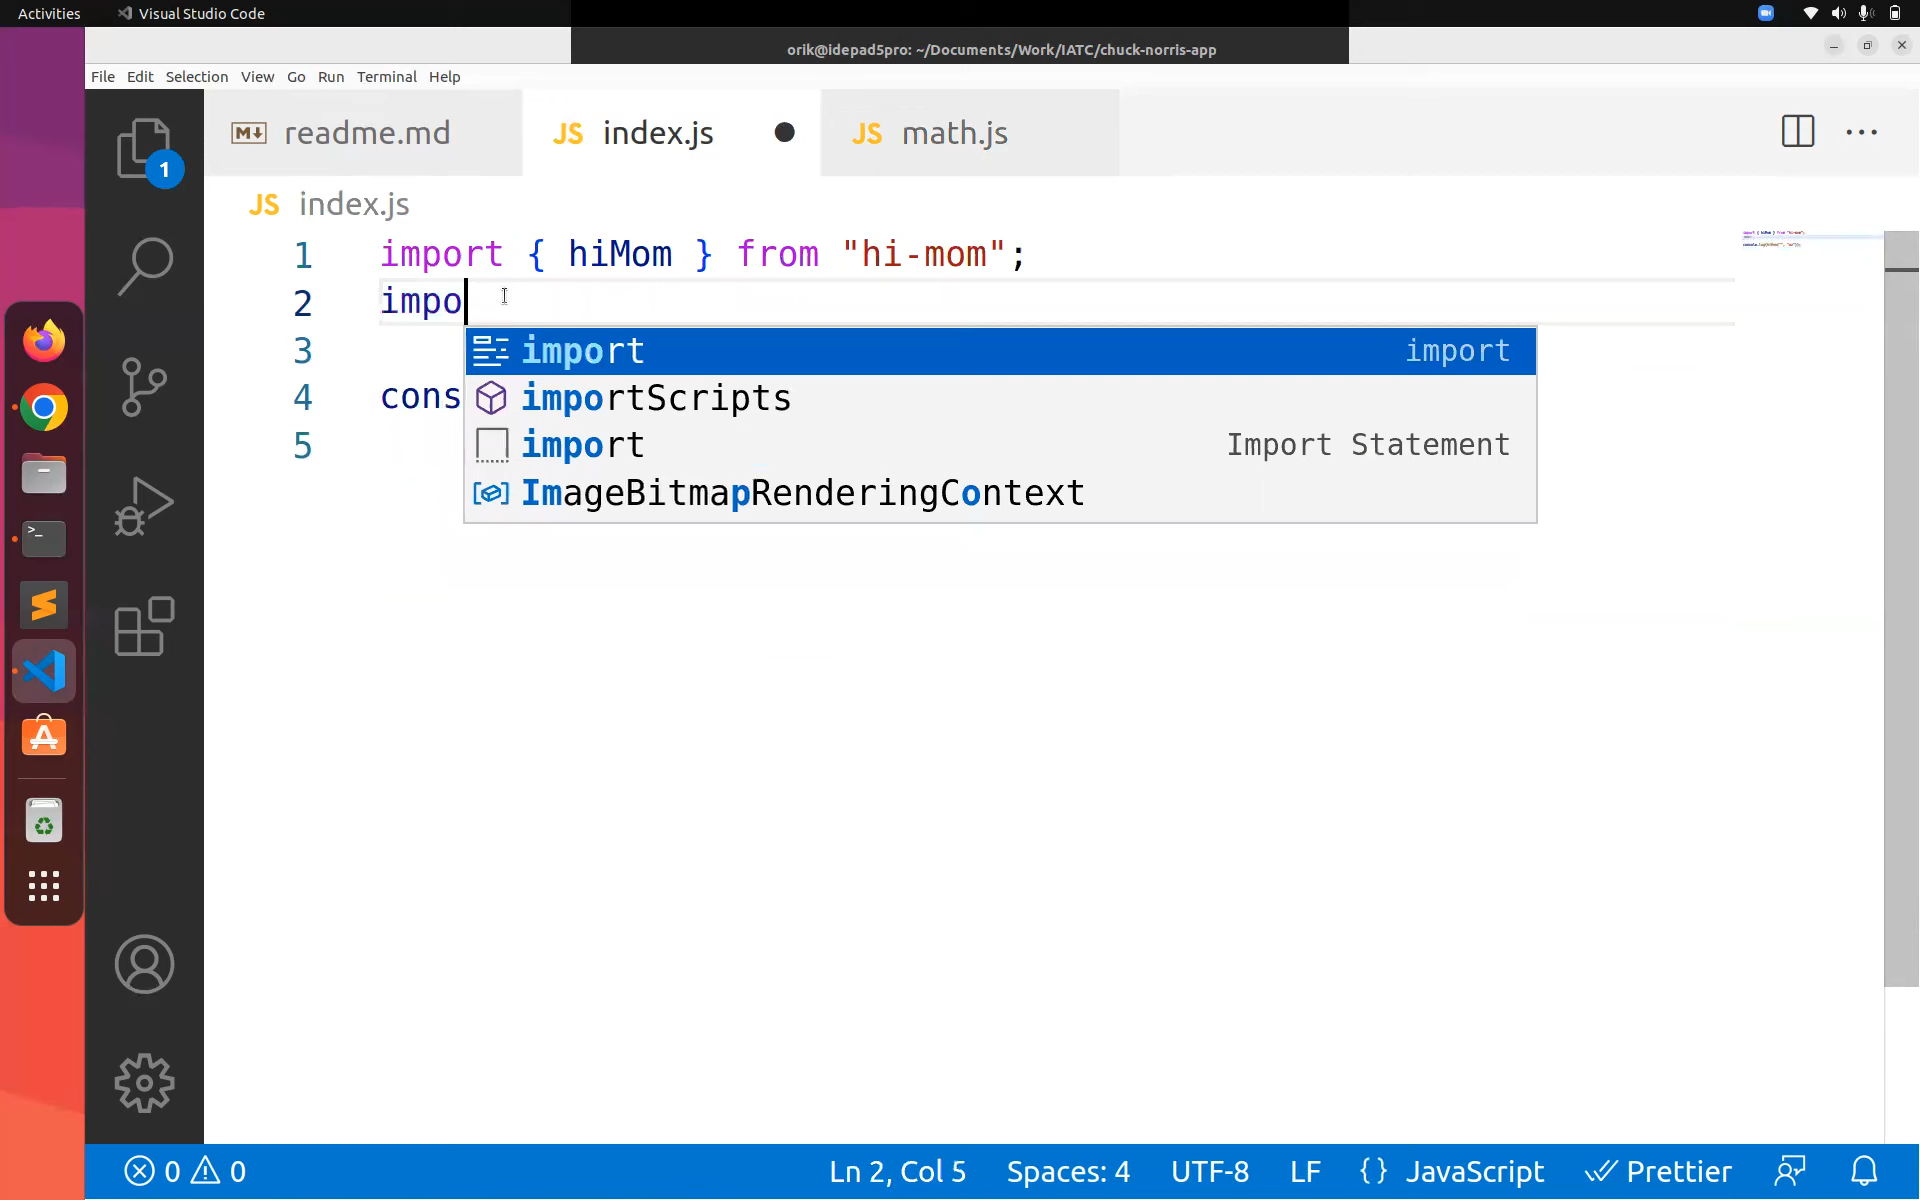 Activities Visual Studio Code
orik@idepad5pro: ~/Documents/Work/IATC/chuck-norris-app
File Edit Selection View Go Run Terminal Help
1
readme.md
JS index.js
JS math.js
JS index.js
1 import { hiMom } from "hi-mom";
2 impo
3
4 cons
5
import import
importScripts
import Import Statement
ImageBitmapRenderingContext
0 0 Ln 2, Col 5 Spaces: 4 UTF-8 LF {} JavaScript Prettier